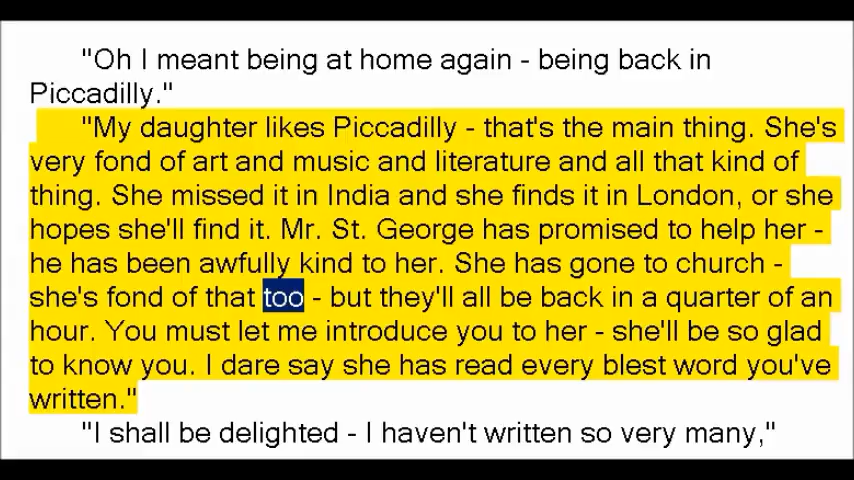 "Oh I meant being at home again - being back in
Piccadilly."
"My daughter likes Piccadilly - that's the main thing. She's
very fond of art and music and literature and all that kind of
thing. She missed it in India and she finds it in London, or she
hopes she'll find it. Mr. St. George has promised to help her -
he has been awfully kind to her. She has gone to church -
she's fond of that too - but they'll all be back in a quarter of an
hour. You must let me introduce you to her - she'll be so glad
to know you. I dare say she has read every blest word you've
written."
"I shall be delighted - I haven't written so very many,"